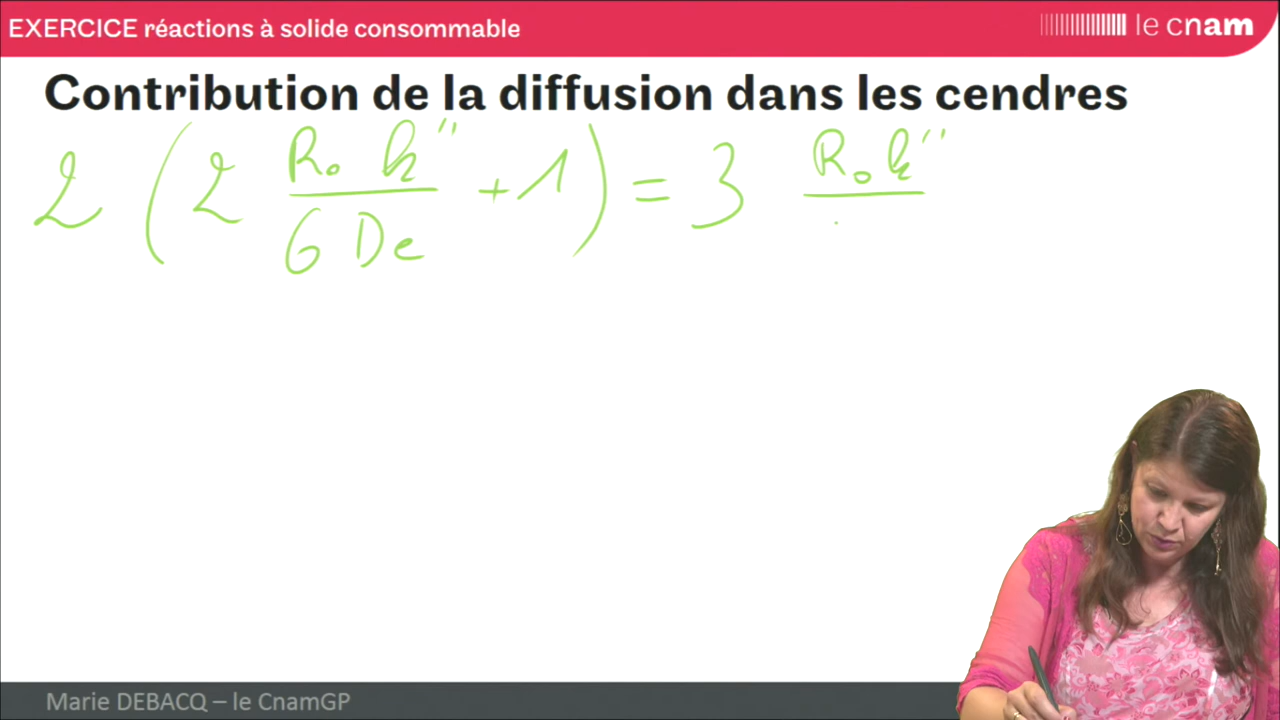 EXERCICE réactions à solide consommable
le cnam
Contribution de la diffusion dans les cendres
2 ( 2 R₀ k'' / 6 De + 1 ) = 3 R₀ k'' /
Marie DEBACQ – le CnamGP